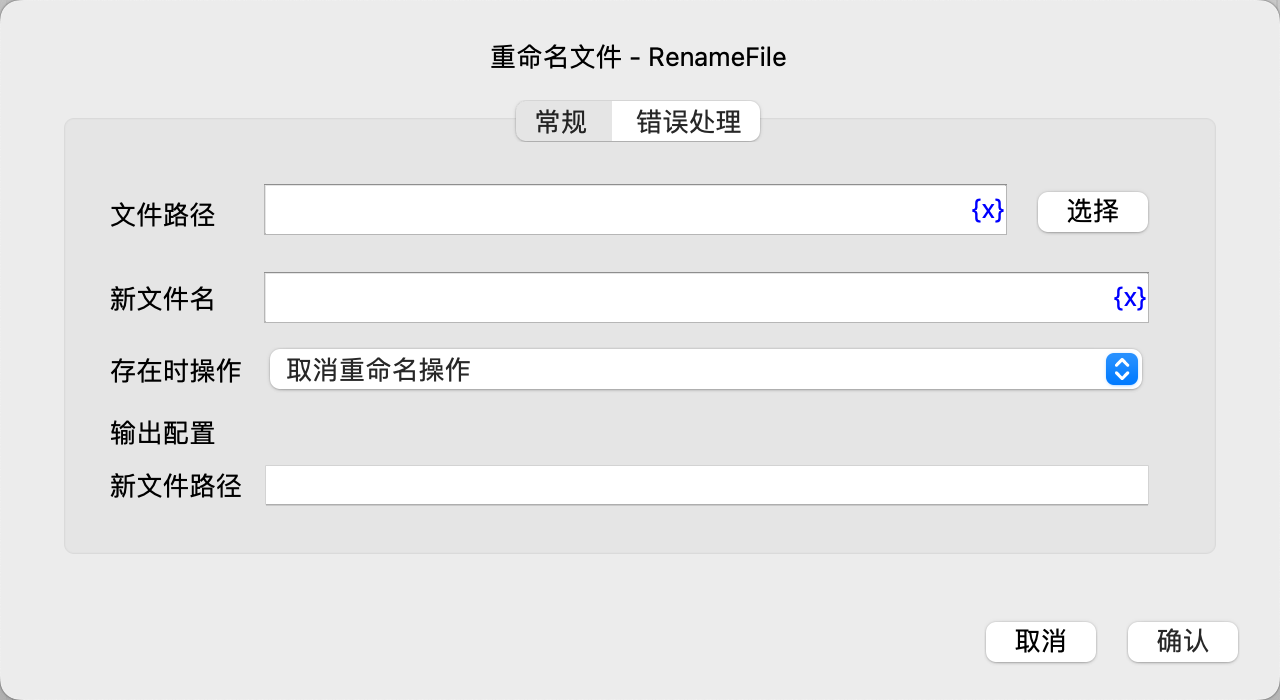 重命名文件 - RenameFile
常规 错误处理
文件路径 {x} 选择
新文件名 {x}
存在时操作 取消重命名操作
输出配置
新文件路径
取消 确认